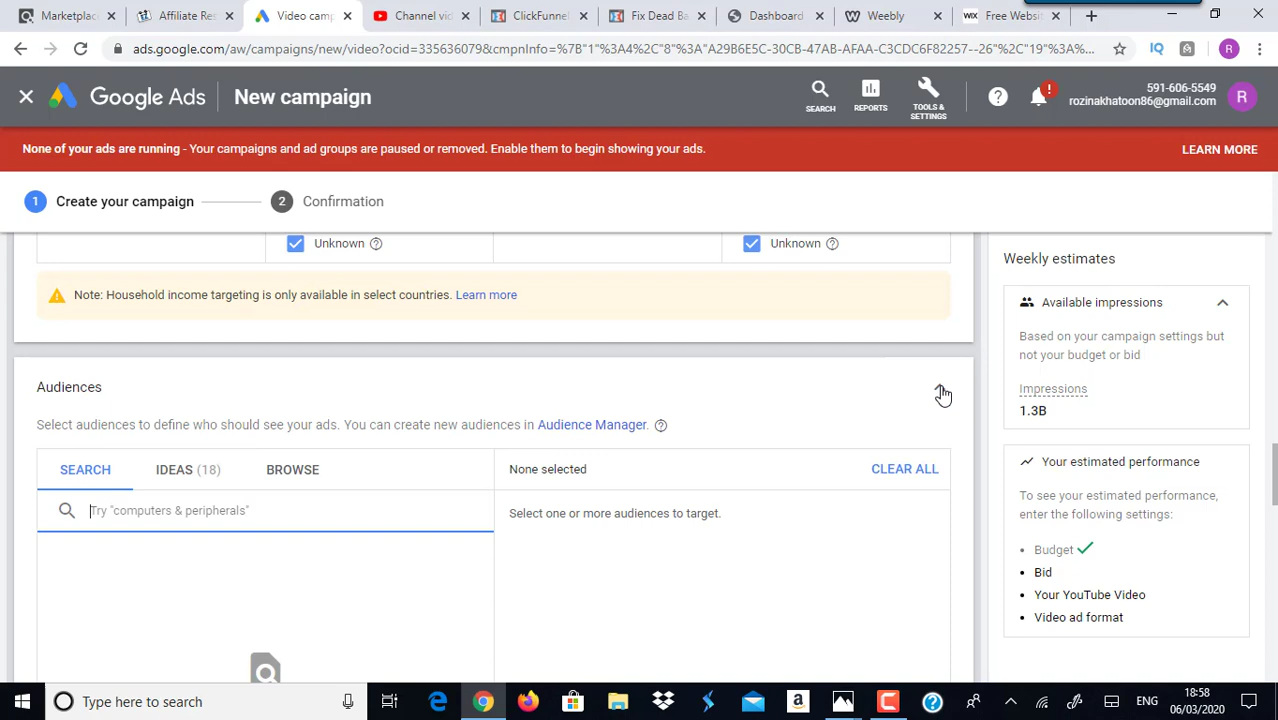 Marketplac
Affiliate Res
Video camp
Channel vid
ClickFunnel
Fix Dead Ba
Dashboard
Weebly
WiX Free Websit
ads.google.com/aw/campaigns/new/video?ocid=335636079&cmpnInfo=%7B"1"%3A4%2C"8"%3A"A29B6E5C-30CB-47AB-AFAA-C3CDC6F82257--26"%2C"19"%3A%...
IQ
R
Google Ads
New campaign
SEARCH
REPORTS
TOOLS &
SETTINGS
591-606-5549
rozinakhatoon86@gmail.com
R
None of your ads are running - Your campaigns and ad groups are paused or removed. Enable them to begin showing your ads.
LEARN MORE
1 Create your campaign
2 Confirmation
Unknown
Unknown
Note: Household income targeting is only available in select countries. Learn more
Audiences
Select audiences to define who should see your ads. You can create new audiences in Audience Manager.
SEARCH
IDEAS (18)
BROWSE
None selected
CLEAR ALL
Try "computers & peripherals"
Select one or more audiences to target.
Weekly estimates
Available impressions
Based on your campaign settings but
not your budget or bid
Impressions
1.3B
Your estimated performance
To see your estimated performance,
enter the following settings:
• Budget
• Bid
• Your YouTube Video
• Video ad format
Type here to search
ENG
18:58
06/03/2020